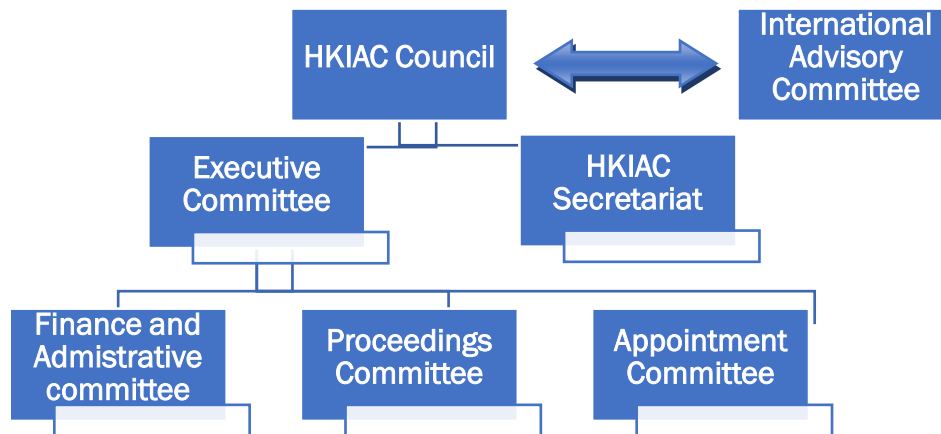 HKIAC Council
International
Advisory
Committee
Executive
Committee
HKIAC
Secretariat
Finance and
Admistrative
committee
Proceedings
Committee
Appointment
Committee